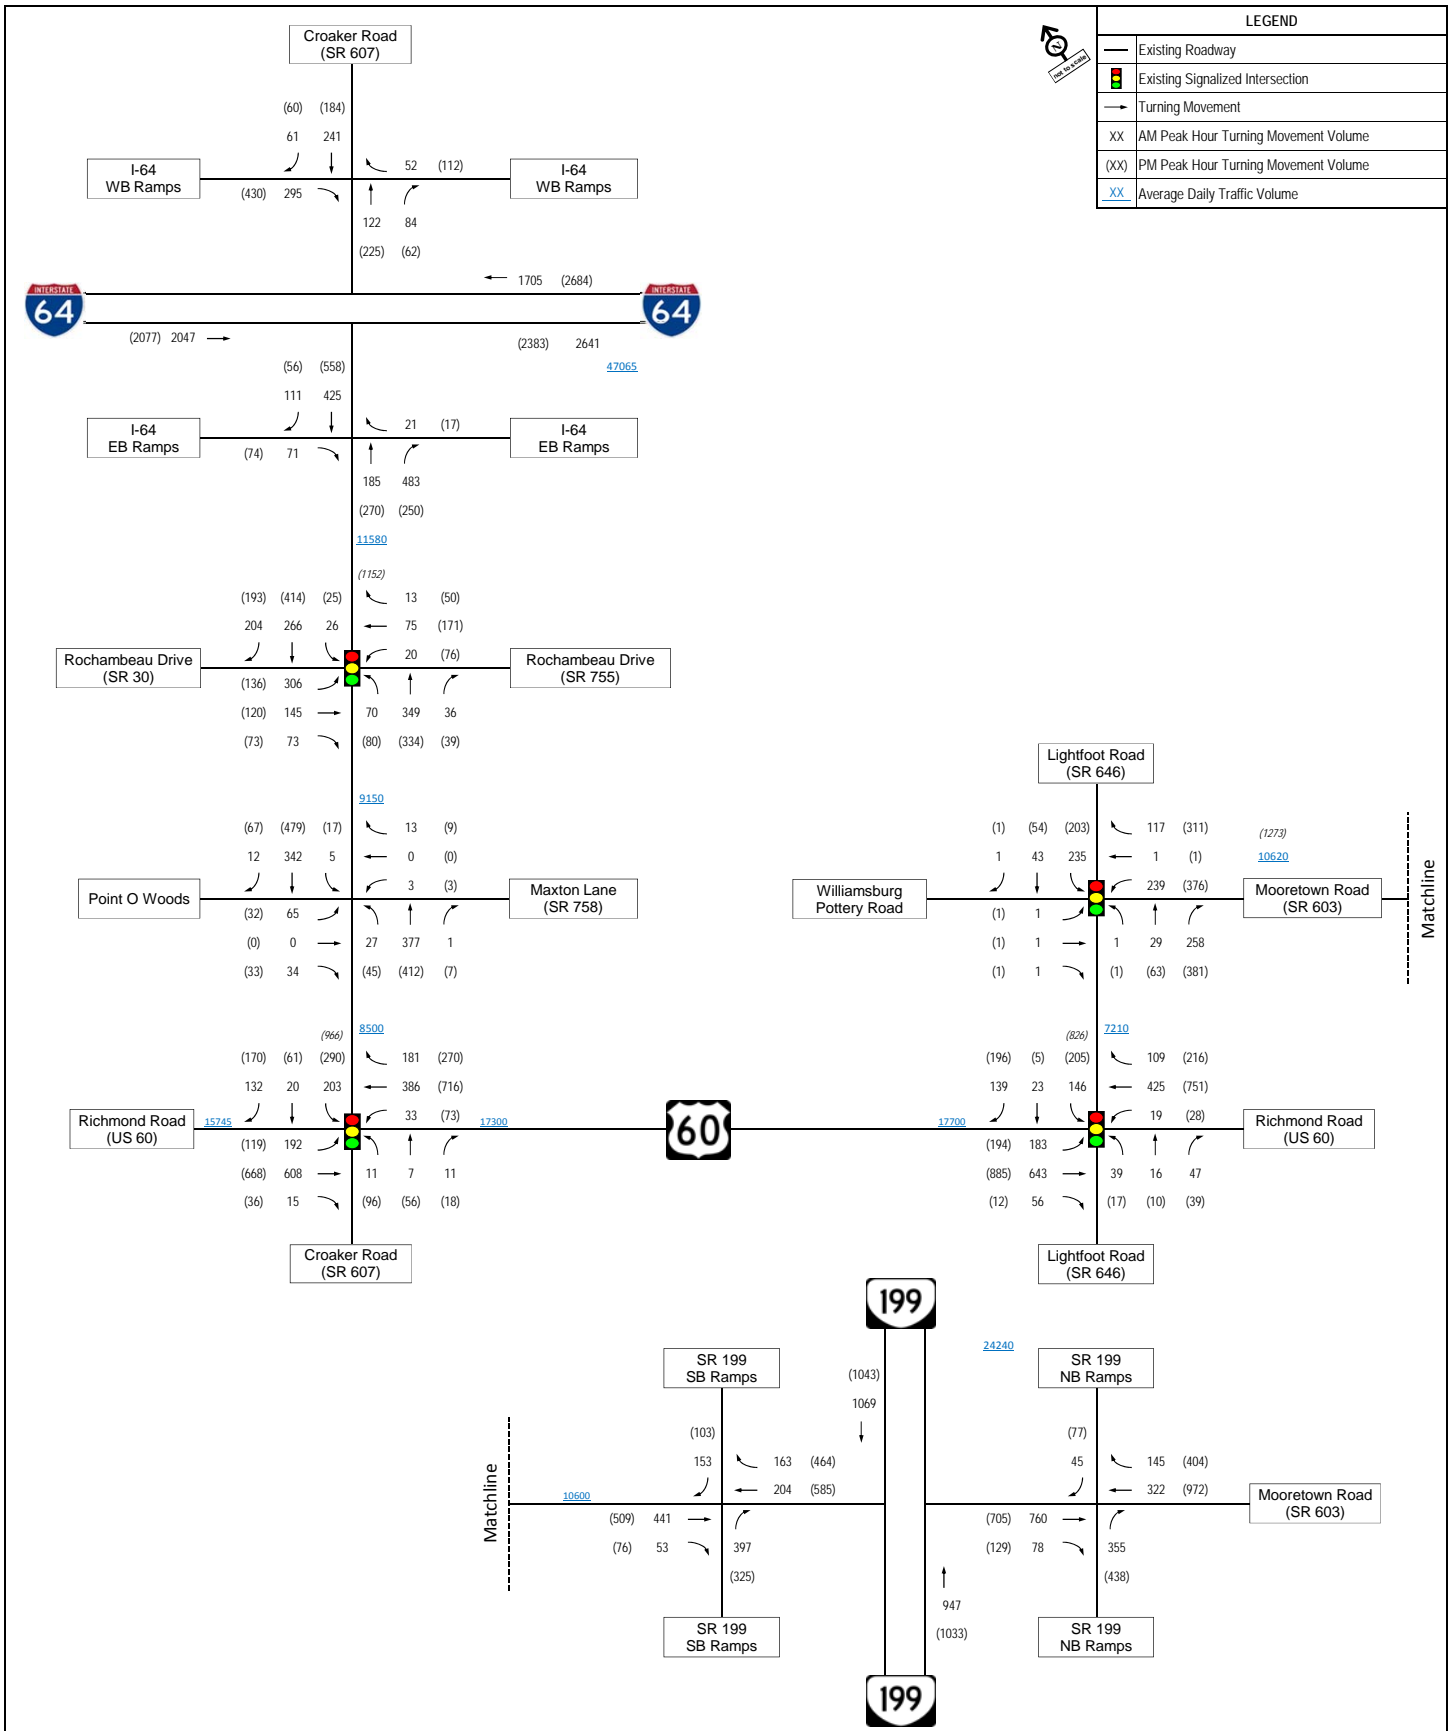 LEGEND
Existing Roadway
Existing Signalized Intersection
Turning Movement
XX AM Peak Hour Turning Movement Volume
(XX) PM Peak Hour Turning Movement Volume
XX Average Daily Traffic Volume
N
not to scale
Croaker Road
(SR 607)
(60) (184)
61 241
52 (112)
I-64
WB Ramps
I-64
WB Ramps
(430) 295
122 84
(225) (62)
1705 (2684)
INTERSTATE
64
INTERSTATE
64
(2077) 2047
(2383) 2641
47065
(56) (558)
111 425
21 (17)
I-64
EB Ramps
I-64
EB Ramps
(74) 71
185 483
(270) (250)
11580
(1152)
(193) (414) (25) 13 (50)
204 266 26 75 (171)
20 (76)
Rochambeau Drive
(SR 30)
Rochambeau Drive
(SR 755)
(136) 306
(120) 145 70 349 36
(73) 73 (80) (334) (39)
9150
(67) (479) (17) 13 (9)
12 342 5 0 (0)
3 (3)
Point O Woods
Maxton Lane
(SR 758)
(32) 65
(0) 0 27 377 1
(33) 34 (45) (412) (7)
8500
(966)
(170) (61) (290) 181 (270)
132 20 203 386 (716)
33 (73)
Richmond Road
(US 60)
15745
17300
(119) 192
(668) 608 11 7 11
(36) 15 (96) (56) (18)
Croaker Road
(SR 607)
60
Lightfoot Road
(SR 646)
(1) (54) (203) 117 (311)
1 43 235 1 (1)
239 (376)
(1273)
10620
Williamsburg
Pottery Road
Mooretown Road
(SR 603)
Matchline
(1) 1
(1) 1 1 29 258
(1) 1 (1) (63) (381)
7210
(826)
(196) (5) (205) 109 (216)
139 23 146 425 (751)
19 (28)
17700
Richmond Road
(US 60)
(194) 183
(885) 643 39 16 47
(12) 56 (17) (10) (39)
Lightfoot Road
(SR 646)
199
24240
SR 199
SB Ramps
(1043)
1069
SR 199
NB Ramps
(103)
153 163 (464)
204 (585)
Matchline
10600
(509) 441
(76) 53 397
(325)
SR 199
SB Ramps
(77)
45 145 (404)
322 (972)
Mooretown Road
(SR 603)
(705) 760
(129) 78 355
(438)
947
(1033)
SR 199
NB Ramps
199